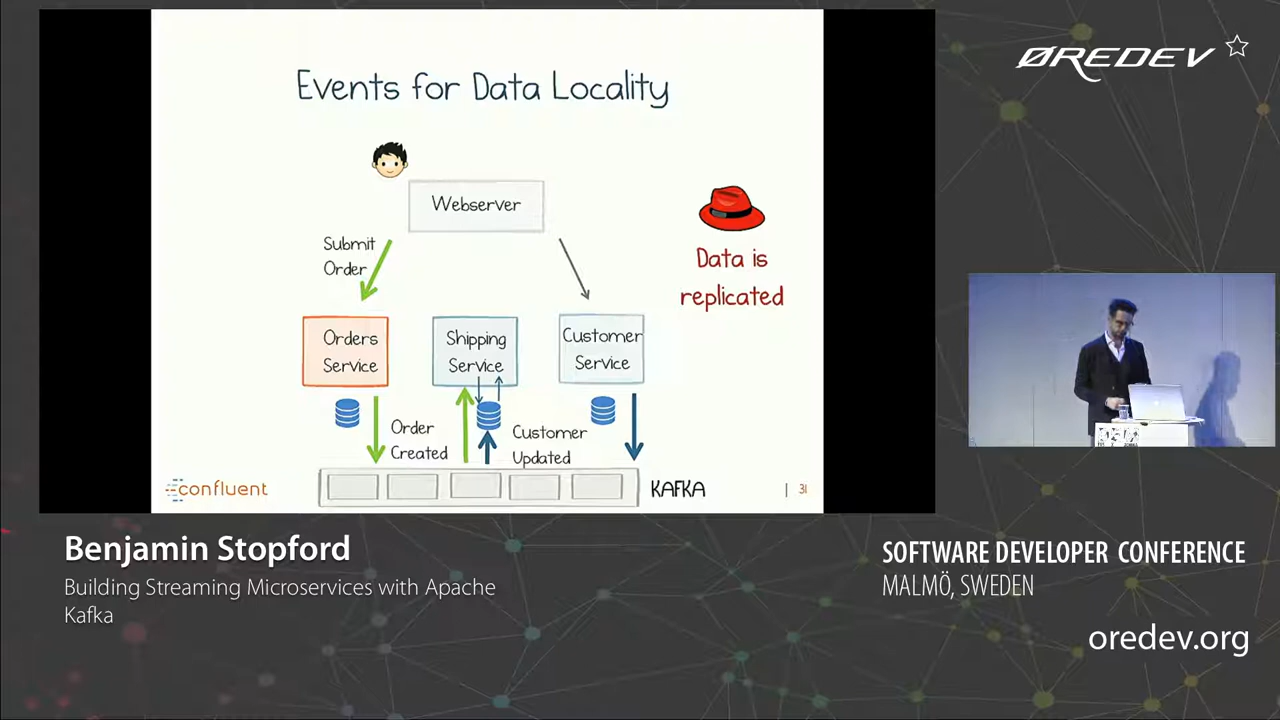 Events for Data Locality
Webserver
Submit
Order
Data is
replicated
Orders
Service
Shipping
Service
Customer
Service
Order
Created
Customer
Updated
confluent
KAFKA
| 31
ØREDEV
Benjamin Stopford
Building Streaming Microservices with Apache
Kafka
SOFTWARE DEVELOPER CONFERENCE
MALMÖ, SWEDEN
oredev.org